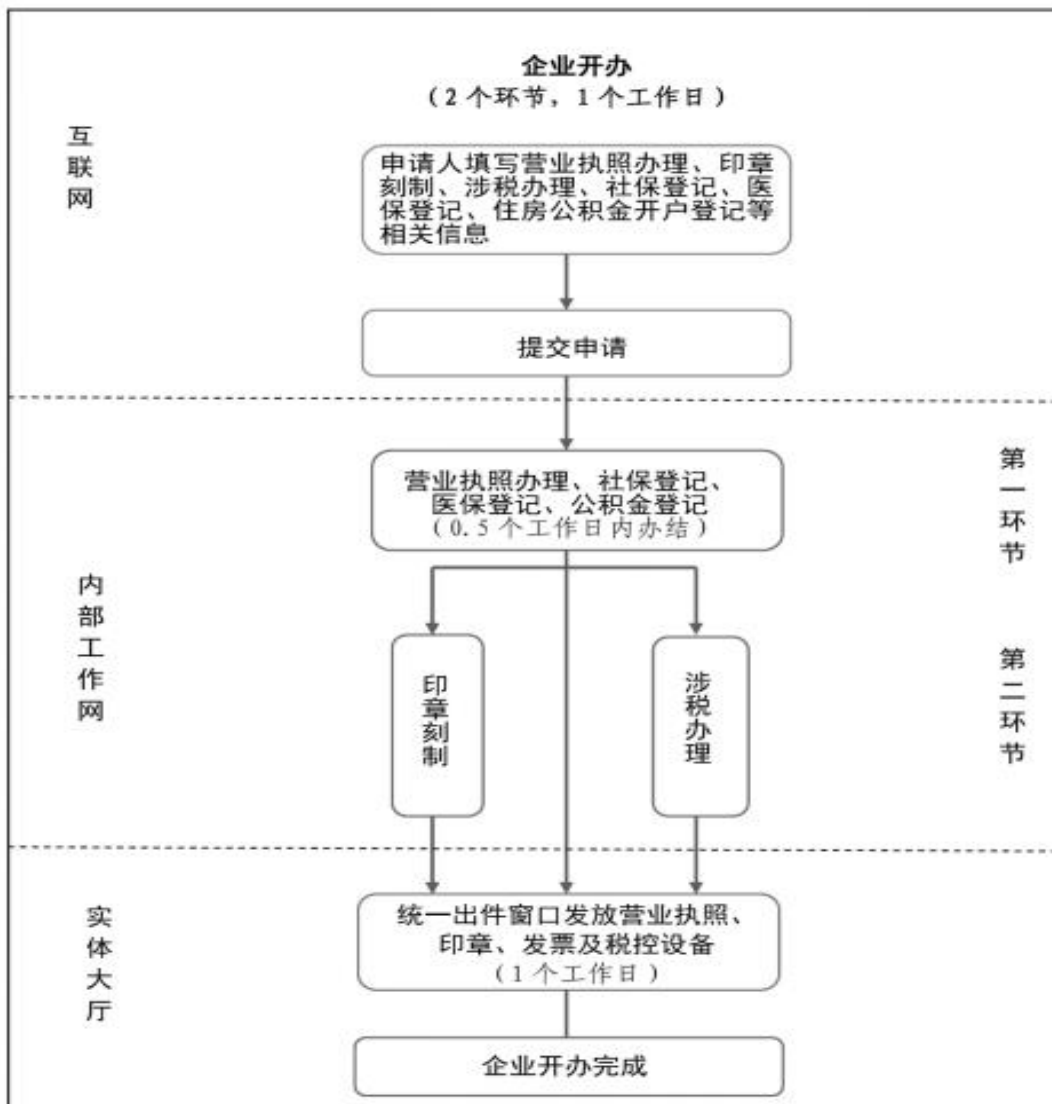 企业开办
（2个环节，1个工作日）
互联网
申请人填写营业执照办理、印章
刻制、涉税办理、社保登记、医
保登记、住房公积金开户登记等
相关信息
提交申请
营业执照办理、社保登记、
医保登记、公积金登记
（0.5个工作日内办结）
第一环节
内部工作网
印章刻制
涉税办理
第二环节
统一出件窗口发放营业执照、
印章、发票及税控设备
（1个工作日）
实体大厅
企业开办完成